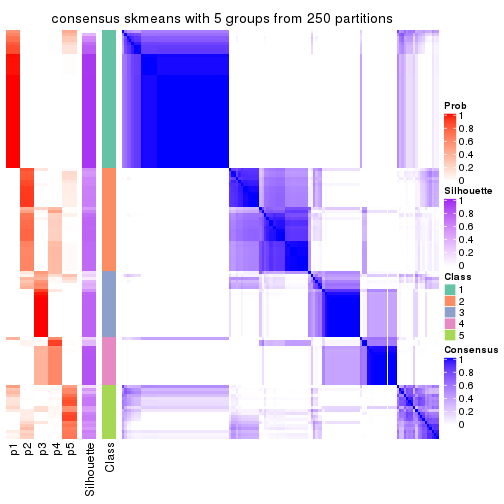 consensus skmeans with 5 groups from 250 partitions
Prob
1
0.8
0.6
0.4
0.2
0
Silhouette
1
0.8
0.6
0.4
0.2
0
Class
1
2
3
4
5
Consensus
1
0.8
0.6
0.4
0.2
0
p1
p2
p3
p4
p5
Silhouette
Class